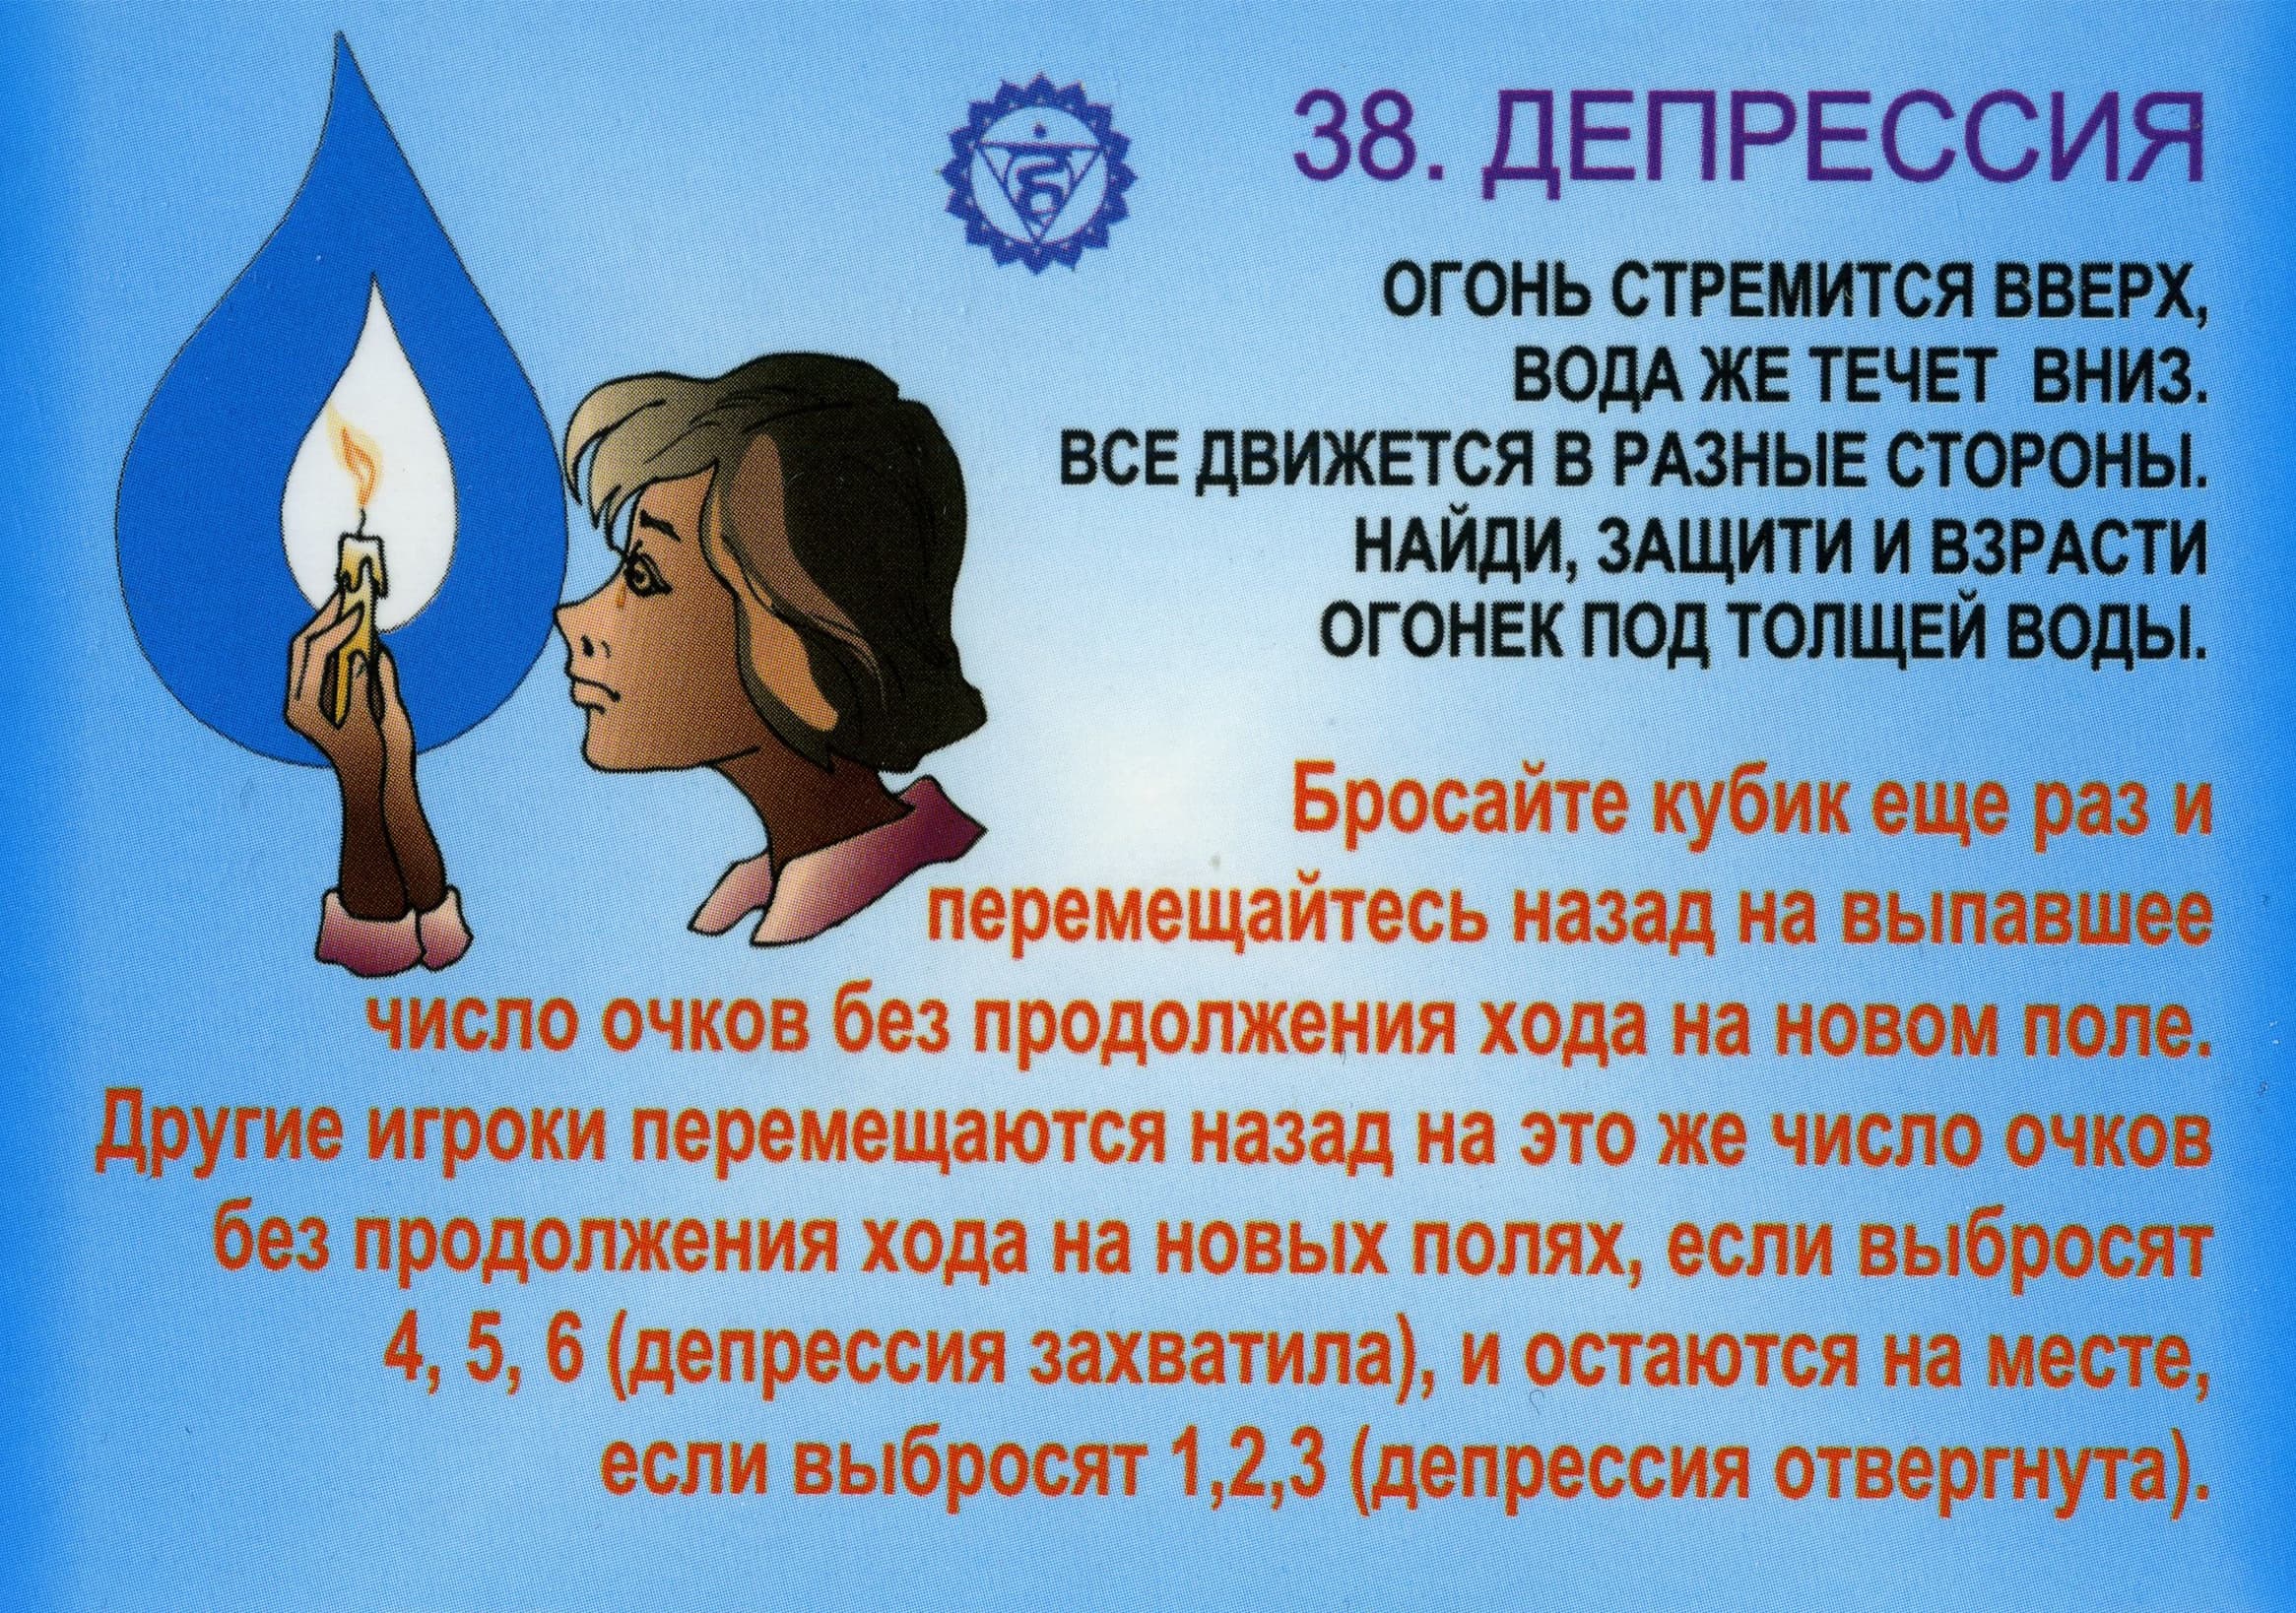 38. ДЕПРЕССИЯ
ОГОНЬ СТРЕМИТСЯ ВВЕРХ,
ВОДА ЖЕ ТЕЧЕТ ВНИЗ.
ВСЕ ДВИЖЕТСЯ В РАЗНЫЕ СТОРОНЫ.
НАЙДИ, ЗАЩИТИ И ВЗРАСТИ
ОГОНЕК ПОД ТОЛЩЕЙ ВОДЫ.
Бросайте кубик еще раз и
перемещайтесь назад на выпавшее
число очков без продолжения хода на новом поле.
Другие игроки перемещаются назад на это же число очков
без продолжения хода на новых полях, если выбросят
4, 5, 6 (депрессия захватила), и остаются на месте,
если выбросят 1,2,3 (депрессия отвергнута).